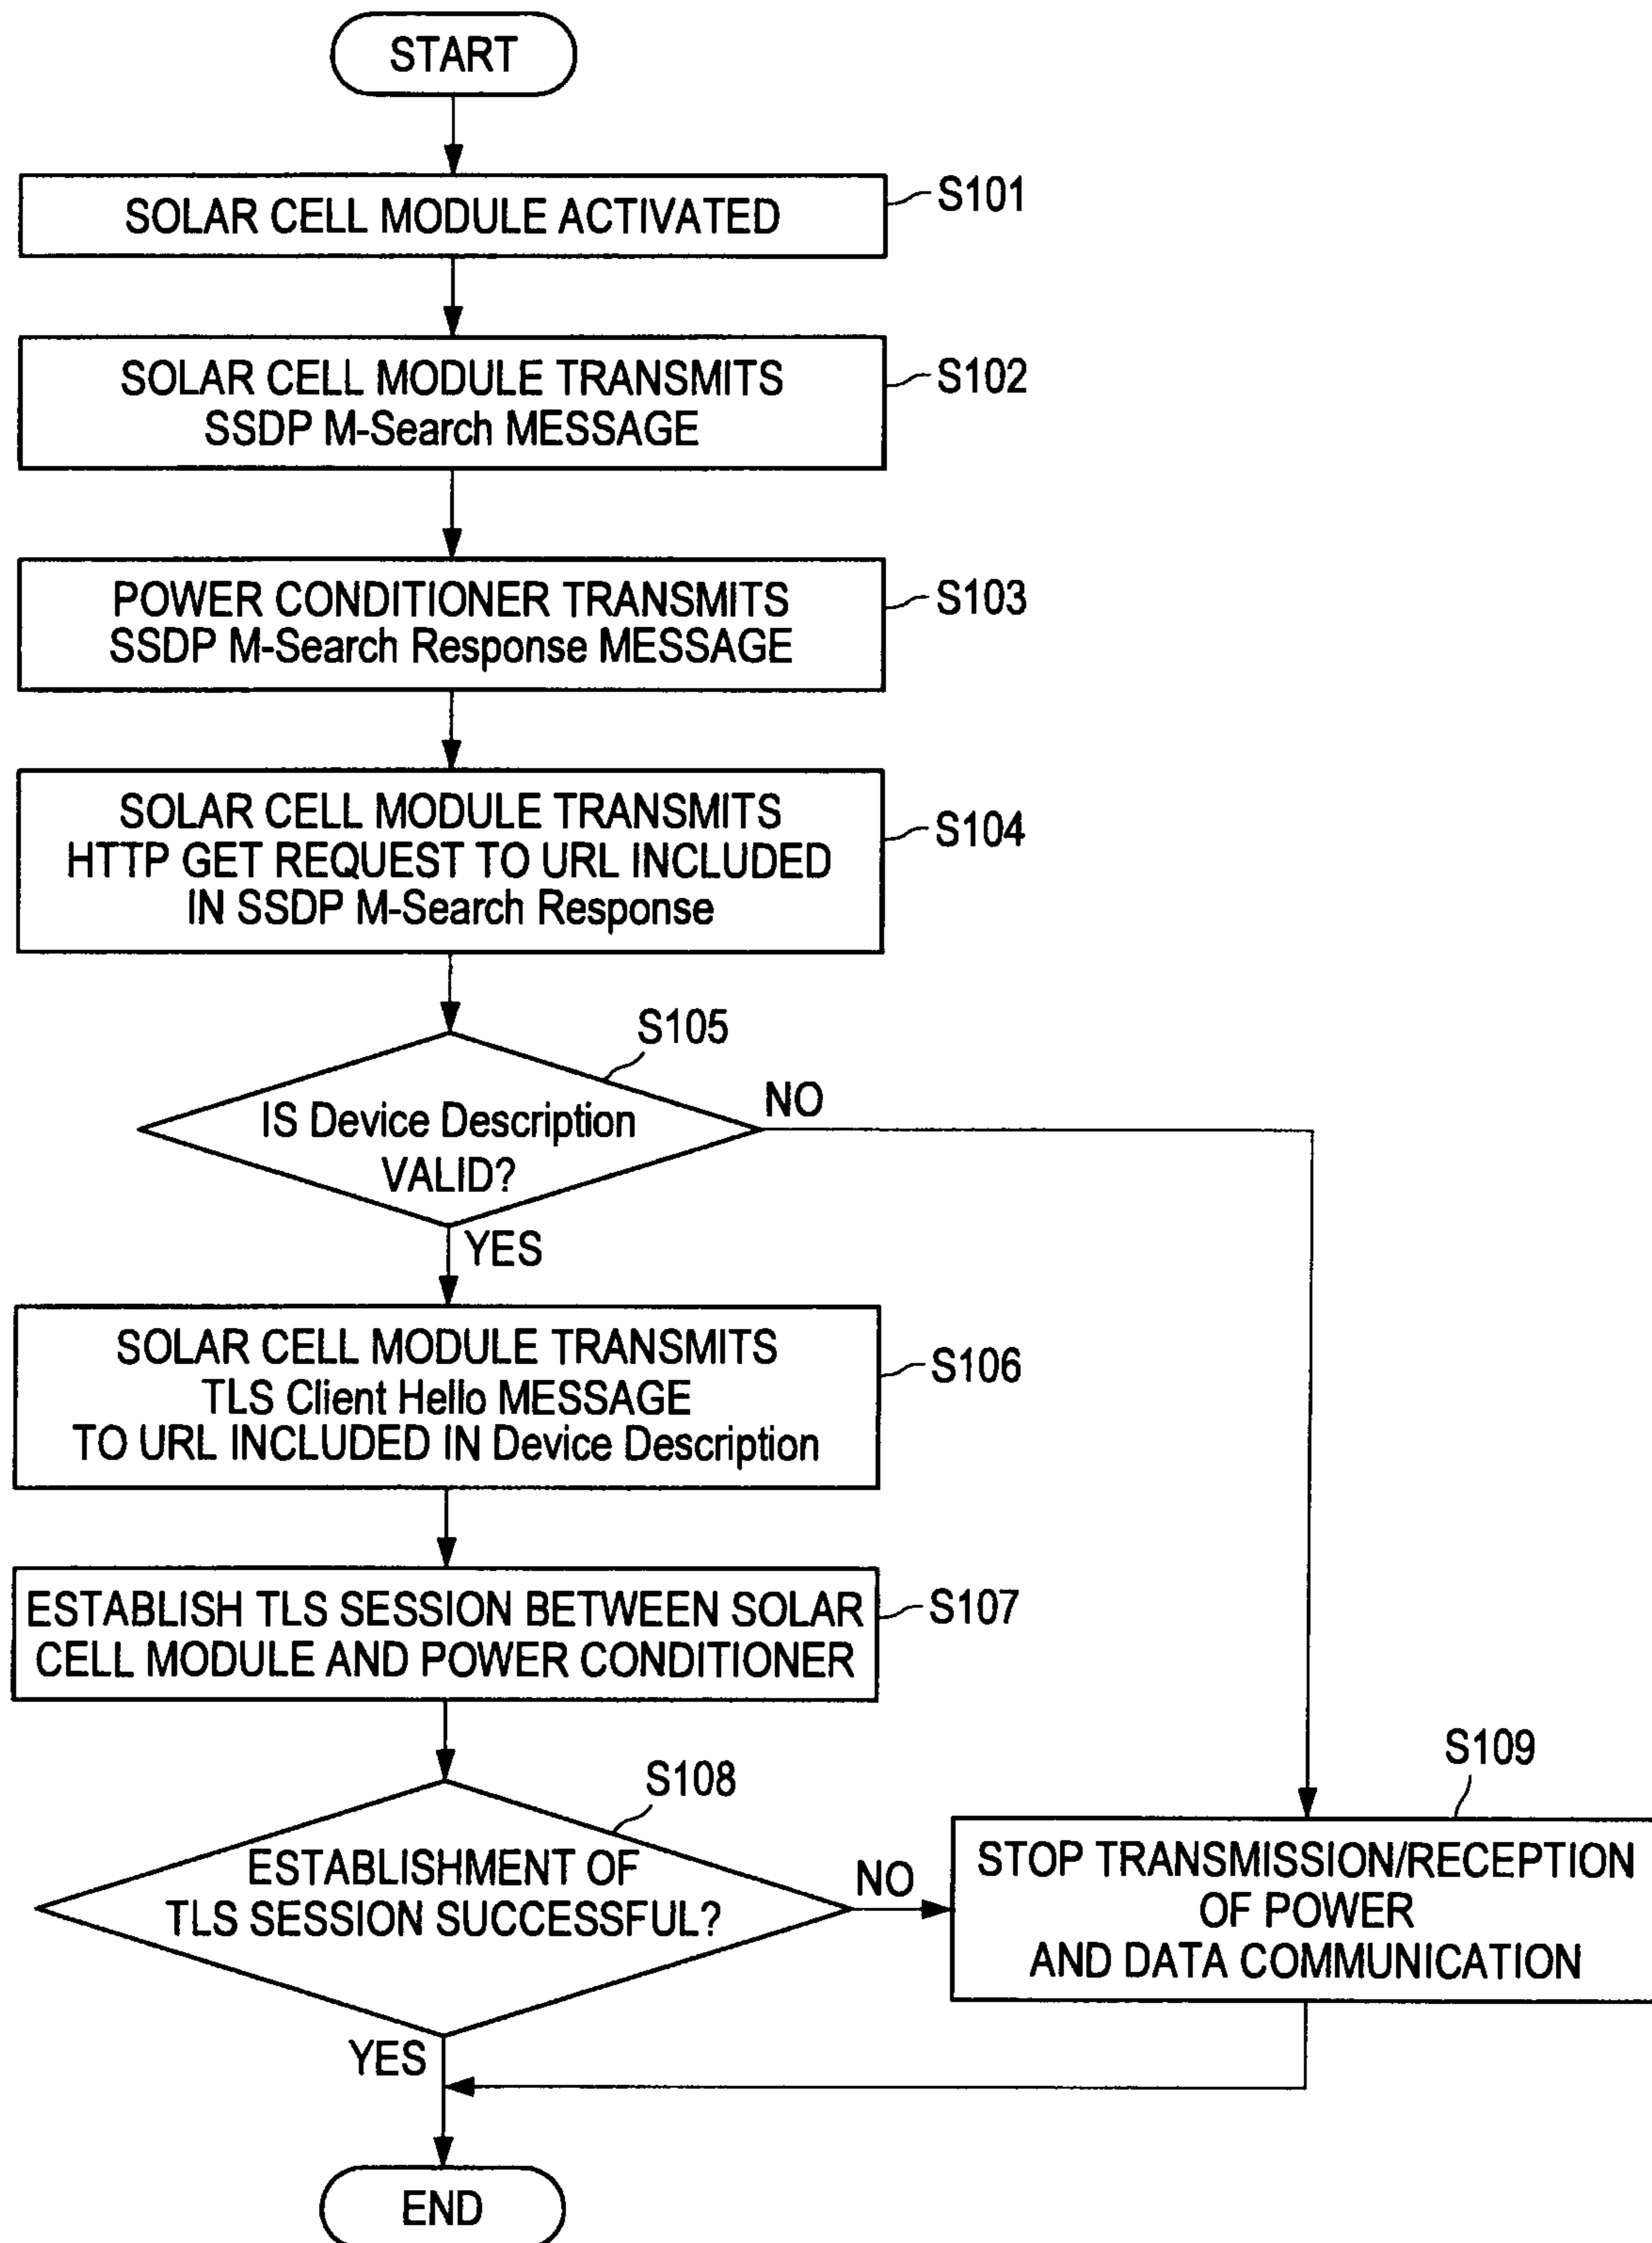 START
SOLAR CELL MODULE ACTIVATED
S101
SOLAR CELL MODULE TRANSMITS
SSDP M-Search MESSAGE
S102
POWER CONDITIONER TRANSMITS
SSDP M-Search Response MESSAGE
S103
SOLAR CELL MODULE TRANSMITS
HTTP GET REQUEST TO URL INCLUDED
IN SSDP M-Search Response
S104
S105
IS Device Description
VALID?
NO
YES
SOLAR CELL MODULE TRANSMITS
TLS Client Hello MESSAGE
TO URL INCLUDED IN Device Description
S106
ESTABLISH TLS SESSION BETWEEN SOLAR
CELL MODULE AND POWER CONDITIONER
S107
S108
ESTABLISHMENT OF
TLS SESSION SUCCESSFUL?
NO
S109
STOP TRANSMISSION/RECEPTION
OF POWER
AND DATA COMMUNICATION
YES
END